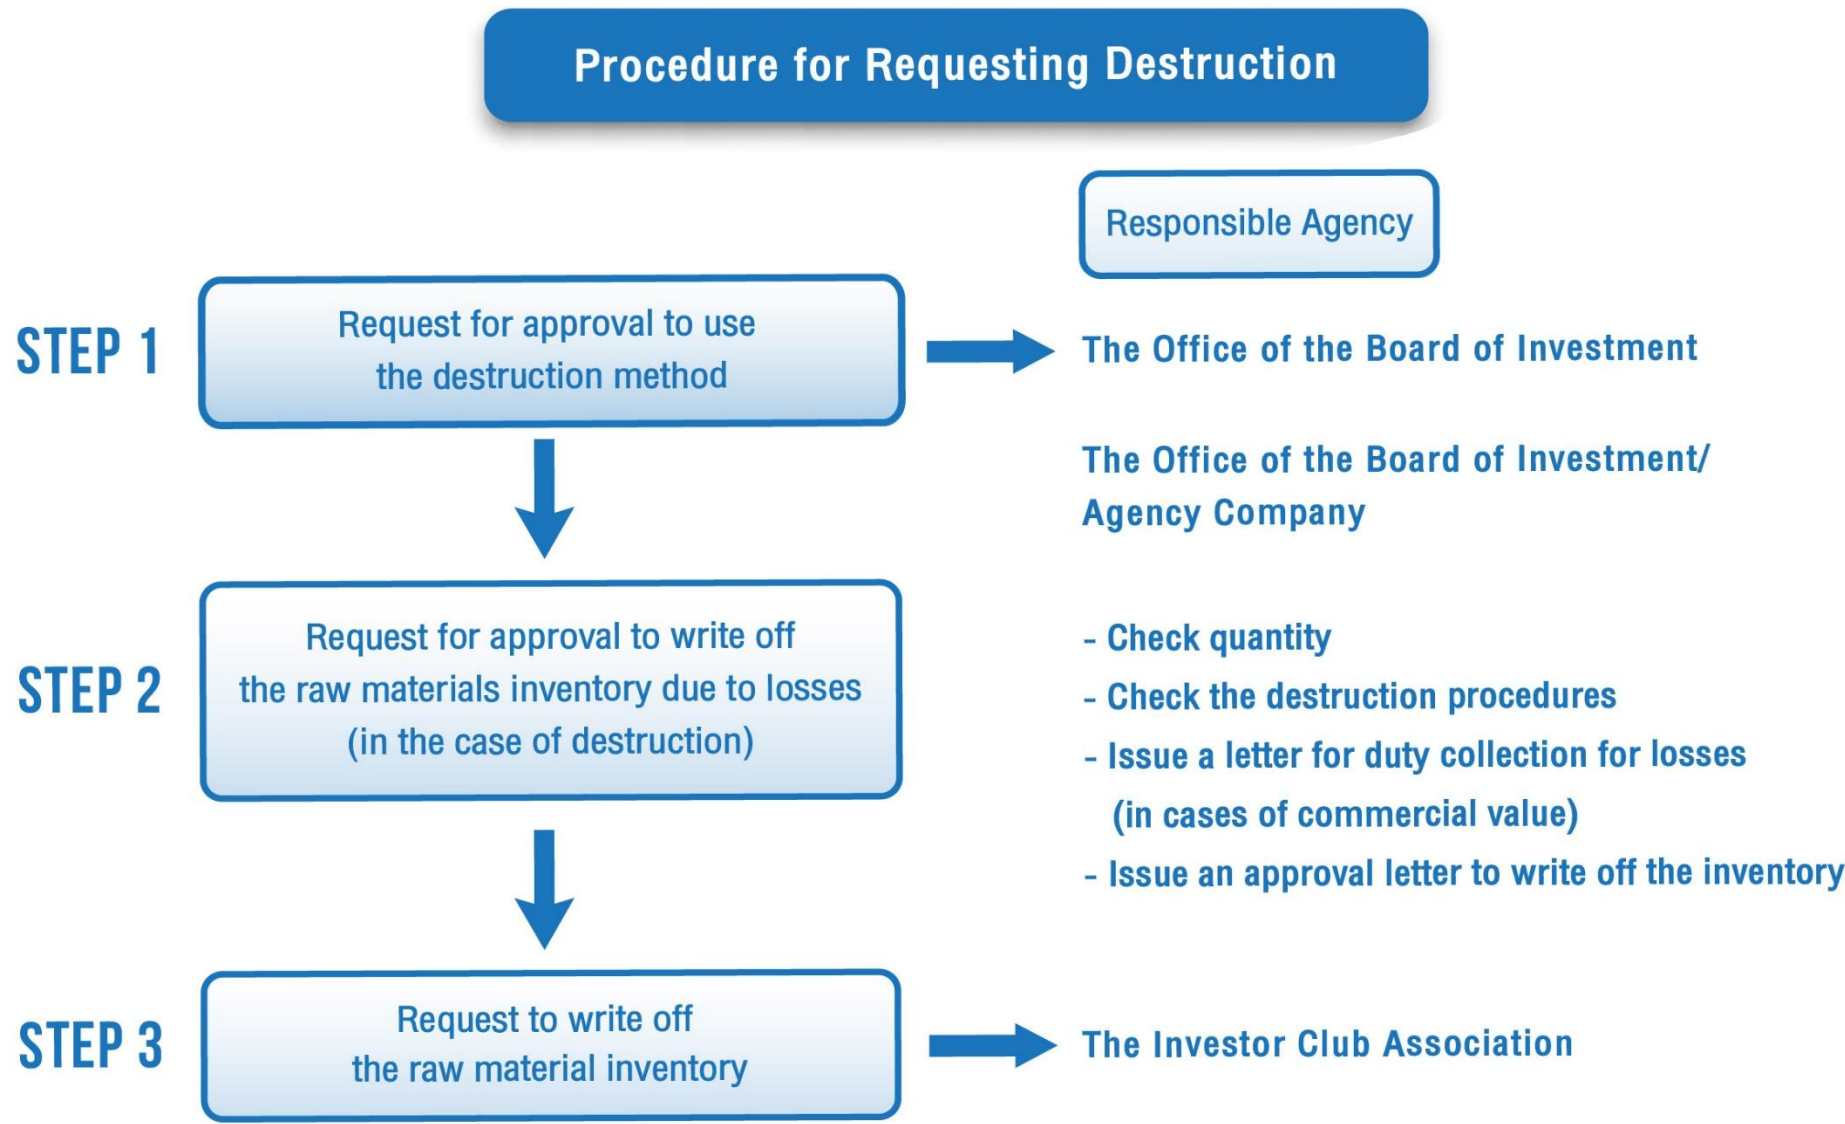 Procedure for Requesting Destruction
Responsible Agency
STEP 1
Request for approval to use
the destruction method
The Office of the Board of Investment
The Office of the Board of Investment/
Agency Company
STEP 2
Request for approval to write off
the raw materials inventory due to losses
(in the case of destruction)
- Check quantity
- Check the destruction procedures
- Issue a letter for duty collection for losses
(in cases of commercial value)
- Issue an approval letter to write off the inventory
STEP 3
Request to write off
the raw material inventory
The Investor Club Association